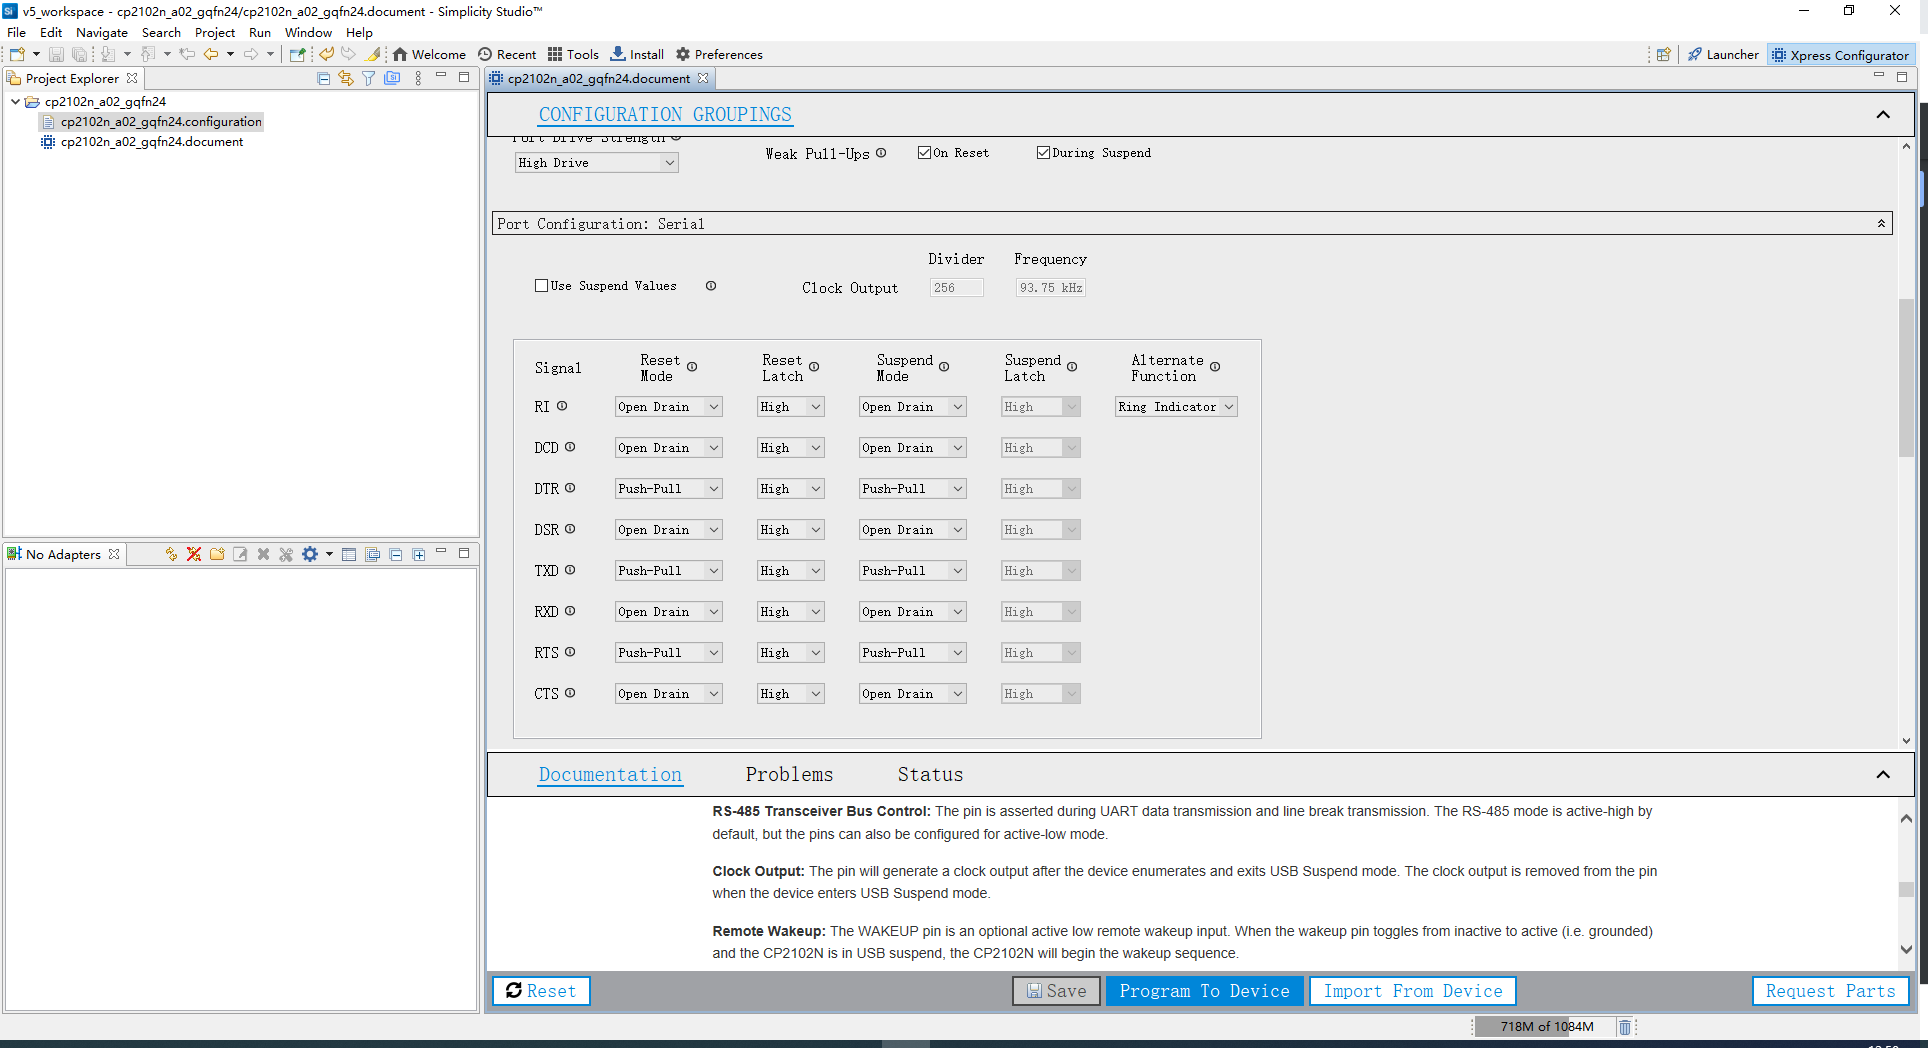 v5_workspace - cp2102n_a02_gqfn24/cp2102n_a02_gqfn24.document - Simplicity Studio™
File Edit Navigate Search Project Run Window Help
Welcome Recent Tools Install Preferences Launcher Xpress Configurator
Project Explorer
cp2102n_a02_gqfn24
cp2102n_a02_gqfn24.configuration
cp2102n_a02_gqfn24.document
No Adapters
cp2102n_a02_gqfn24.document
CONFIGURATION GROUPINGS
Port Drive Strength
High Drive Weak Pull-Ups On Reset During Suspend
Port Configuration: Serial
Divider Frequency
Use Suspend Values Clock Output 256 93.75 kHz
Signal Reset Mode Reset Latch Suspend Mode Suspend Latch Alternate Function
RI Open Drain High Open Drain High Ring Indicator
DCD Open Drain High Open Drain High
DTR Push-Pull High Push-Pull High
DSR Open Drain High Open Drain High
TXD Push-Pull High Push-Pull High
RXD Open Drain High Open Drain High
RTS Push-Pull High Push-Pull High
CTS Open Drain High Open Drain High
Documentation Problems Status
RS-485 Transceiver Bus Control: The pin is asserted during UART data transmission and line break transmission. The RS-485 mode is active-high by
default, but the pins can also be configured for active-low mode.
Clock Output: The pin will generate a clock output after the device enumerates and exits USB Suspend mode. The clock output is removed from the pin
when the device enters USB Suspend mode.
Remote Wakeup: The WAKEUP pin is an optional active low remote wakeup input. When the wakeup pin toggles from inactive to active (i.e. grounded)
and the CP2102N is in USB suspend, the CP2102N will begin the wakeup sequence.
Reset Save Program To Device Import From Device Request Parts
718M of 1084M